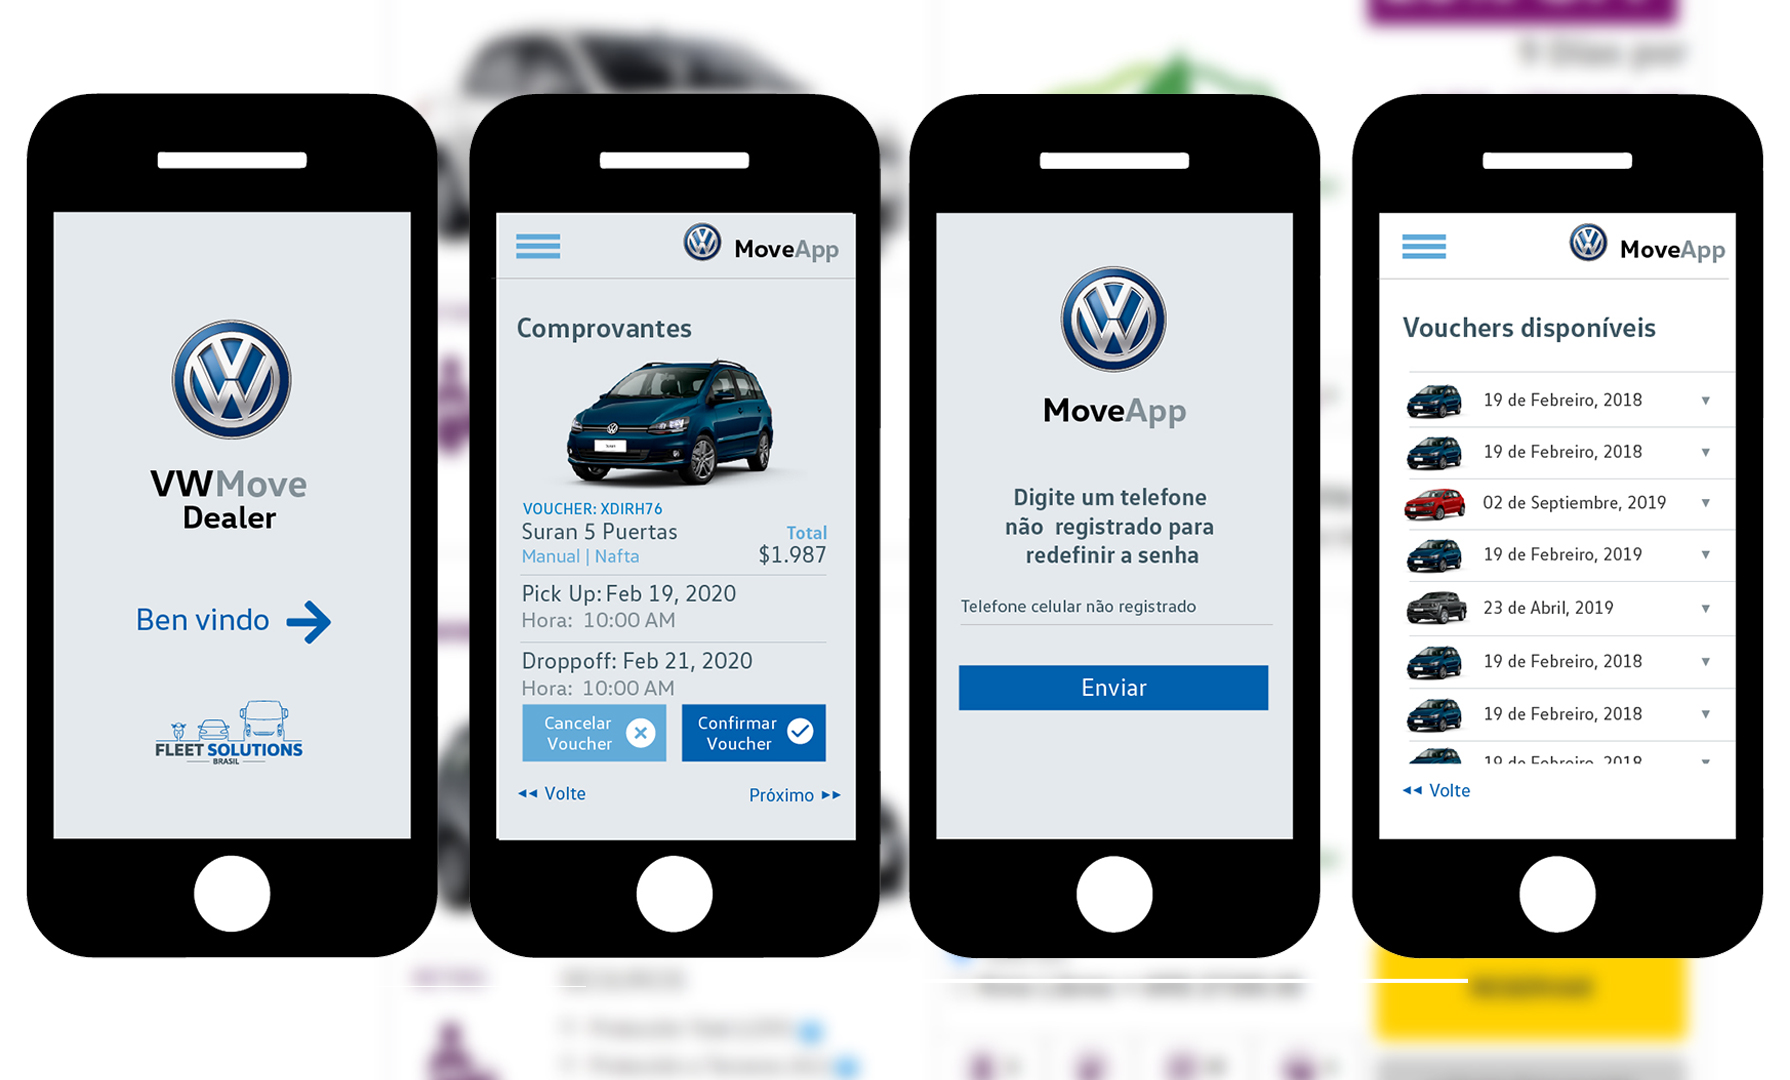 VWMove
Dealer
Ben vindo
FLEET SOLUTIONS
BRASIL
MoveApp
Comprovantes
VOUCHER: XDIRH76
Suran 5 Puertas
Total
Manual | Nafta
$1.987
Pick Up: Feb 19, 2020
Hora: 10:00 AM
Droppoff: Feb 21, 2020
Hora: 10:00 AM
Cancelar
Voucher
Confirmar
Voucher
Volte
Próximo
MoveApp
Digite um telefone
não registrado para
redefinir a senha
Telefone celular não registrado
Enviar
MoveApp
Vouchers disponíveis
19 de Febreiro, 2018
19 de Febreiro, 2018
02 de Septiembre, 2019
19 de Febreiro, 2019
23 de Abril, 2019
19 de Febreiro, 2018
19 de Febreiro, 2018
19 de Febreiro, 2018
Volte